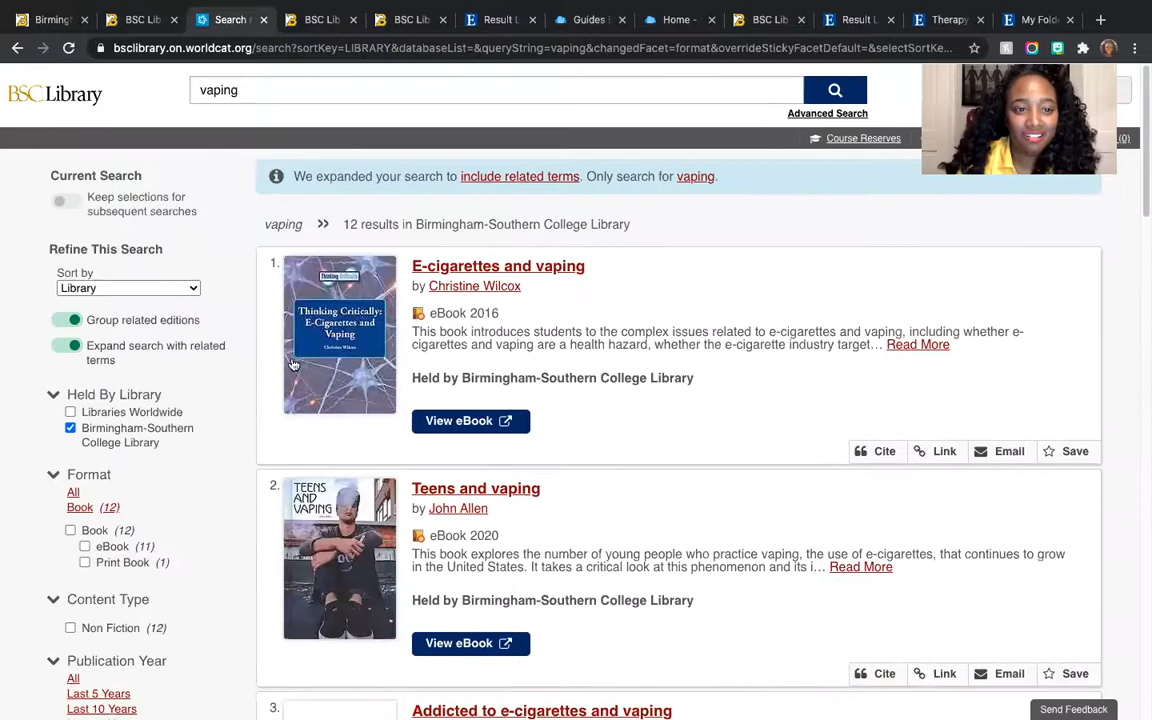 Birming
BSC Lib
Search r
BSC Lib
BSC Lib
Result L
Guides
Home -
BSC Lib
Result L
Therapy
My Fold
bsclibrary.on.worldcat.org/search?sortKey=LIBRARY&databaseList=&queryString=vaping&changedFacet=format&overrideStickyFacetDefault=&selectSortKe...
BSC Library
vaping
Advanced Search
Course Reserves
(0)
Current Search
Keep selections for
subsequent searches
Refine This Search
Sort by
Library
Group related editions
Expand search with related
terms
Held By Library
Libraries Worldwide
Birmingham-Southern
College Library
Format
All
Book (12)
Book (12)
eBook (11)
Print Book (1)
Content Type
Non Fiction (12)
Publication Year
All
Last 5 Years
Last 10 Years
We expanded your search to include related terms. Only search for vaping.
vaping » 12 results in Birmingham-Southern College Library
1.
Thinking Critically
Thinking Critically:
E-Cigarettes and
Vaping
Christine Wilcox
E-cigarettes and vaping
by Christine Wilcox
eBook 2016
This book introduces students to the complex issues related to e-cigarettes and vaping, including whether e-
cigarettes and vaping are a health hazard, whether the e-cigarette industry target... Read More
Held by Birmingham-Southern College Library
View eBook
Cite
Link
Email
Save
2.
TEENS
AND
VAPING
Teens and vaping
by John Allen
eBook 2020
This book explores the number of young people who practice vaping, the use of e-cigarettes, that continues to grow
in the United States. It takes a critical look at this phenomenon and its i... Read More
Held by Birmingham-Southern College Library
View eBook
Cite
Link
Email
Save
3.
Addicted to e-cigarettes and vaping
Send Feedback